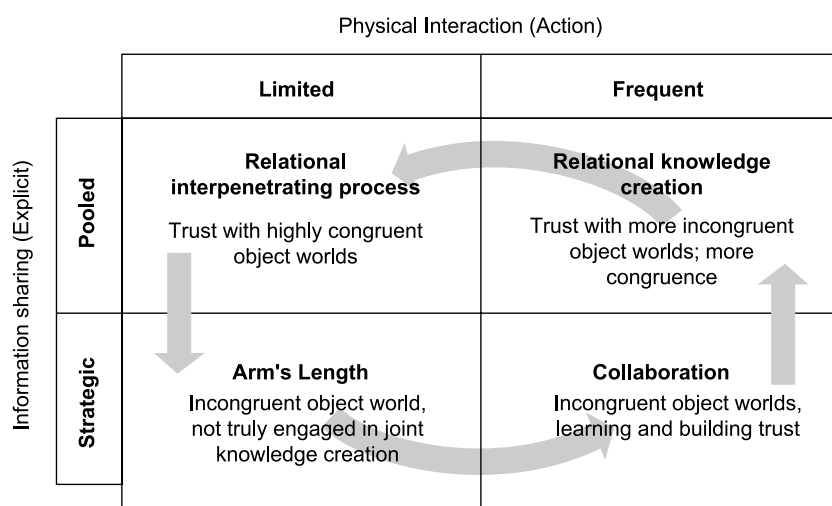 Physical Interaction (Action)
Limited
Frequent
Information sharing (Explicit)
Pooled
Relational
interpenetrating process
Trust with highly congruent
object worlds
Relational knowledge
creation
Trust with more incongruent
object worlds; more
congruence
Strategic
Arm's Length
Incongruent object world,
not truly engaged in joint
knowledge creation
Collaboration
Incongruent object worlds,
learning and building trust